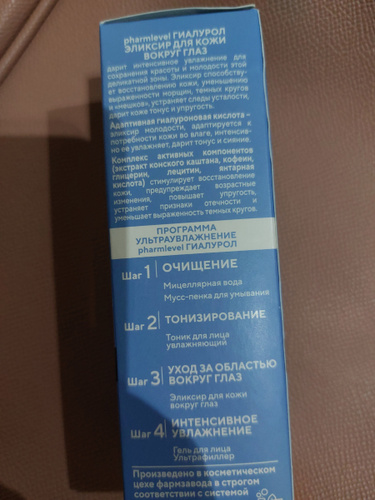 pharmlevel ГИАЛУРОЛ
ЭЛИКСИР ДЛЯ КОЖИ
ВОКРУГ ГЛАЗ
дарит интенсивное увлажнение для
сохранения красоты и молодости этой
деликатной зоны. Эликсир способству-
ет восстановлению кожи, уменьшению
выраженности морщин, темных кругов
и «мешков», устраняет следы усталости,
дарит коже тонус и упругость.
Адаптивная гиалуроновая кислота –
эликсир молодости, адаптируется к
потребности кожи во влаге, интенсив-
но ее увлажняет, дарит тонус и сияние.
Комплекс активных компонентов
(экстракт конского каштана, кофеин,
глицерин, лецитин, янтарная
кислота) стимулирует восстановление
кожи, предупреждает возрастные
изменения, повышает упругость,
устраняет признаки отечности и
уменьшает выраженность темных кругов.
ПРОГРАММА
УЛЬТРАУВЛАЖНЕНИЕ
pharmlevel ГИАЛУРОЛ
Шаг 1 ОЧИЩЕНИЕ
Мицеллярная вода
Мусс-пенка для умывания
Шаг 2 ТОНИЗИРОВАНИЕ
Тоник для лица
увлажняющий
Шаг 3 УХОД ЗА ОБЛАСТЬЮ
ВОКРУГ ГЛАЗ
Эликсир для кожи
вокруг глаз
Шаг 4 ИНТЕНСИВНОЕ
УВЛАЖНЕНИЕ
Гель для лица
Ультрафиллер
Произведено в косметическом
цехе фармзавода в строгом
соответствии с системой